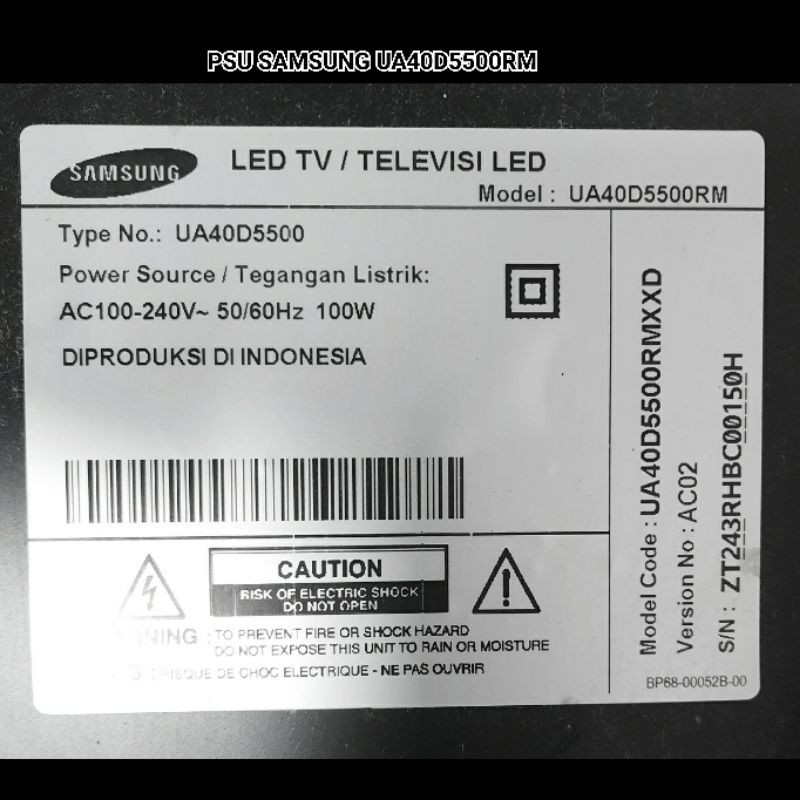 PSU SAMSUNG UA40D5500RM
SAMSUNG
LED TV / TELEVISI LED
Model : UA40D5500RM
Type No.: UA40D5500
Power Source / Tegangan Listrik:
AC100-240V~ 50/60Hz 100W
DIPRODUKSI DI INDONESIA
CAUTION
RISK OF ELECTRIC SHOCK
DO NOT OPEN
: TO PREVENT FIRE OR SHOCK HAZARD
DO NOT EXPOSE THIS UNIT TO RAIN OR MOISTURE
: RISQUE DE CHOC ELECTRIQUE - NE PAS OUVRIR
Model Code : UA40D5500RMXXD
Version No : AC02
S/N : ZT243RHBC00150H
BP68-00052B-00